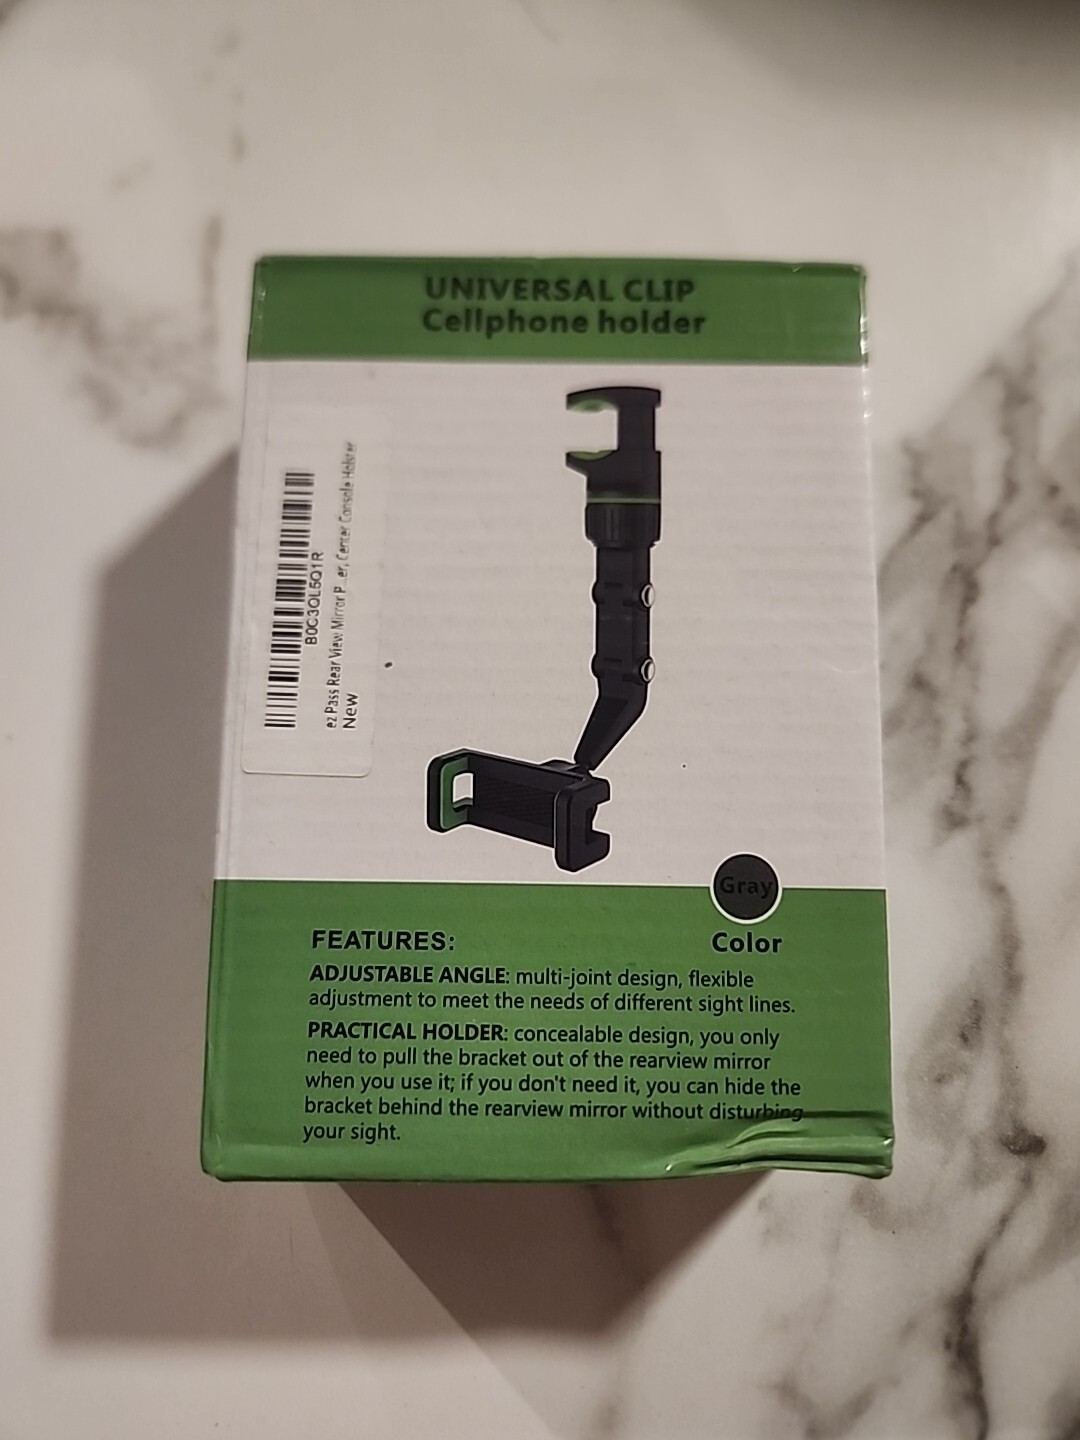 UNIVERSAL CLIP
Cellphone holder
B0C3QL5Q1R
ez Pass Rear View Mirror P...er, Center Console Holster
New
Gray
Color
FEATURES:
ADJUSTABLE ANGLE: multi-joint design, flexible
adjustment to meet the needs of different sight lines.
PRACTICAL HOLDER: concealable design, you only
need to pull the bracket out of the rearview mirror
when you use it; if you don't need it, you can hide the
bracket behind the rearview mirror without disturbing
your sight.